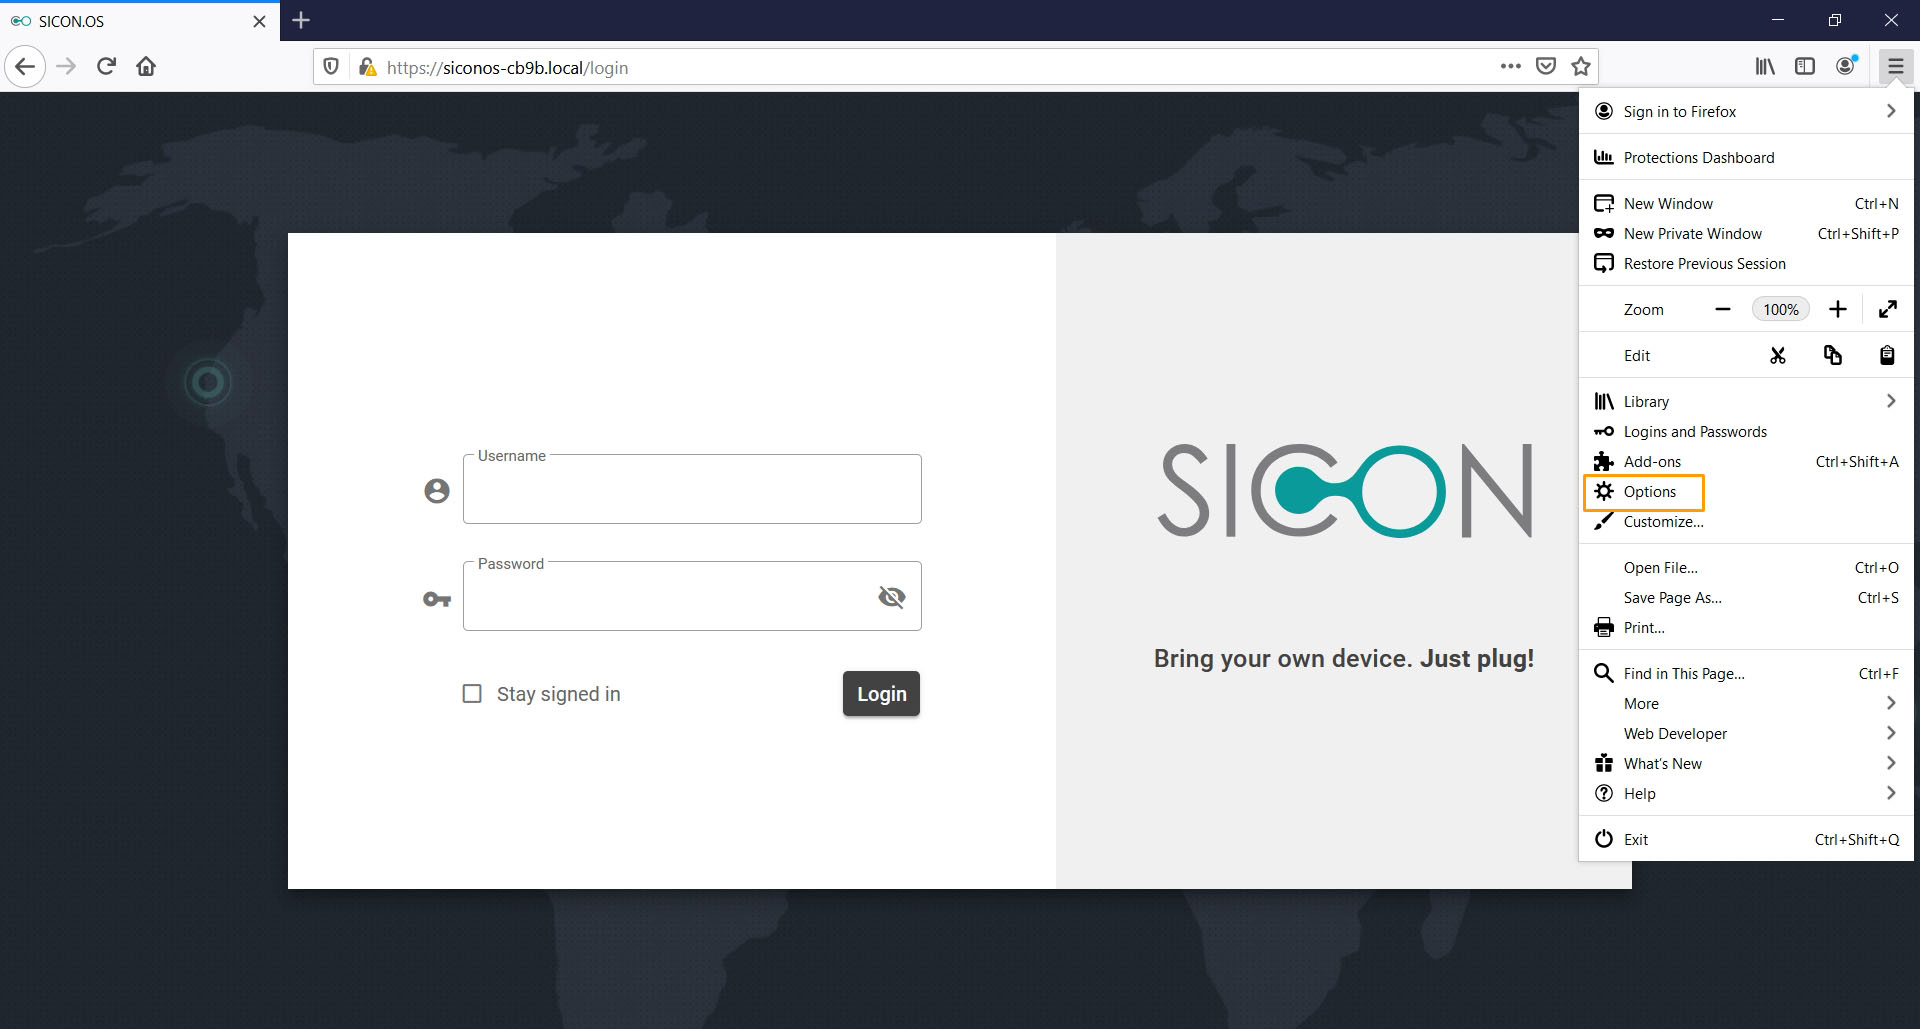 SICON.OS
https://siconos-cb9b.local/login
Sign in to Firefox
Protections Dashboard
New Window Ctrl+N
New Private Window Ctrl+Shift+P
Restore Previous Session
Zoom 100%
Edit
Library
Logins and Passwords
Add-ons Ctrl+Shift+A
Options
Customize...
Open File... Ctrl+O
Save Page As... Ctrl+S
Print...
Find in This Page... Ctrl+F
More
Web Developer
What's New
Help
Exit Ctrl+Shift+Q
Username
Password
Stay signed in
Login
SICON
Bring your own device. Just plug!